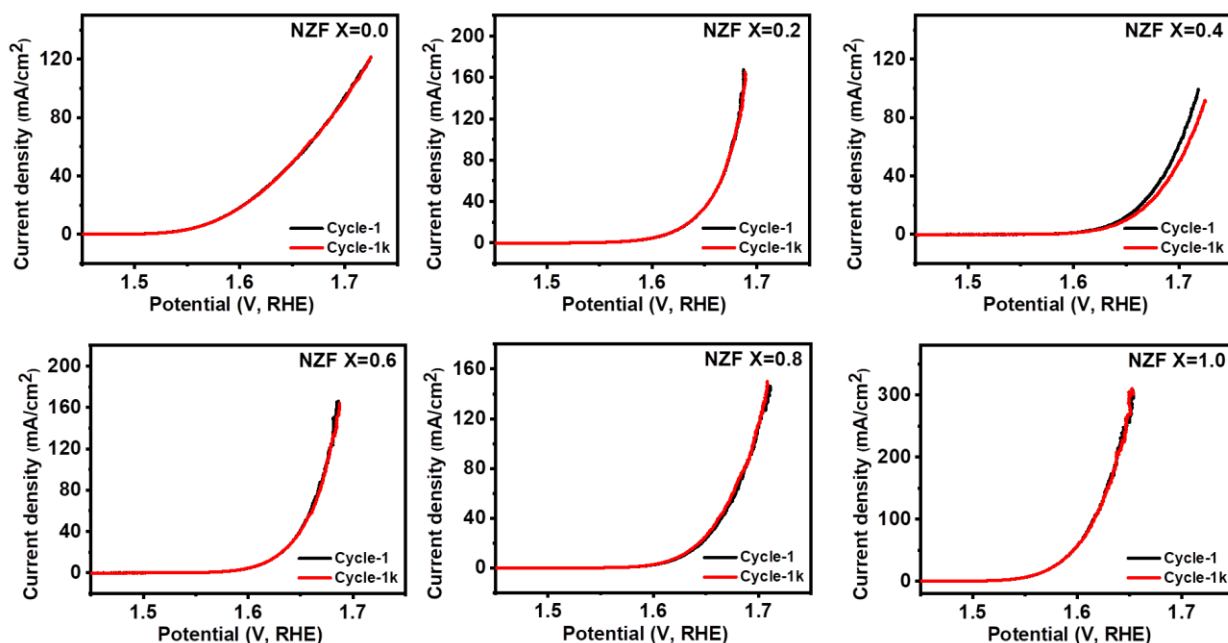 NZF X=0.0
120
80
40
0
Current density (mA/cm2)
Cycle-1
Cycle-1k
1.5
1.6
1.7
Potential (V, RHE)
NZF X=0.2
200
160
120
80
40
0
Current density (mA/cm2)
Cycle-1
Cycle-1k
1.5
1.6
1.7
Potential (V, RHE)
NZF X=0.4
120
80
40
0
Current density (mA/cm2)
Cycle-1
Cycle-1k
1.5
1.6
1.7
Potential (V, RHE)
NZF X=0.6
200
160
120
80
40
0
Current density (mA/cm2)
Cycle-1
Cycle-1k
1.5
1.6
1.7
Potential (V, RHE)
NZF X=0.8
160
120
80
40
0
Current density (mA/cm2)
Cycle-1
Cycle-1k
1.5
1.6
1.7
Potential (V, RHE)
NZF X=1.0
300
200
100
0
Current density (mA/cm2)
Cycle-1
Cycle-1k
1.5
1.6
1.7
Potential (V, RHE)